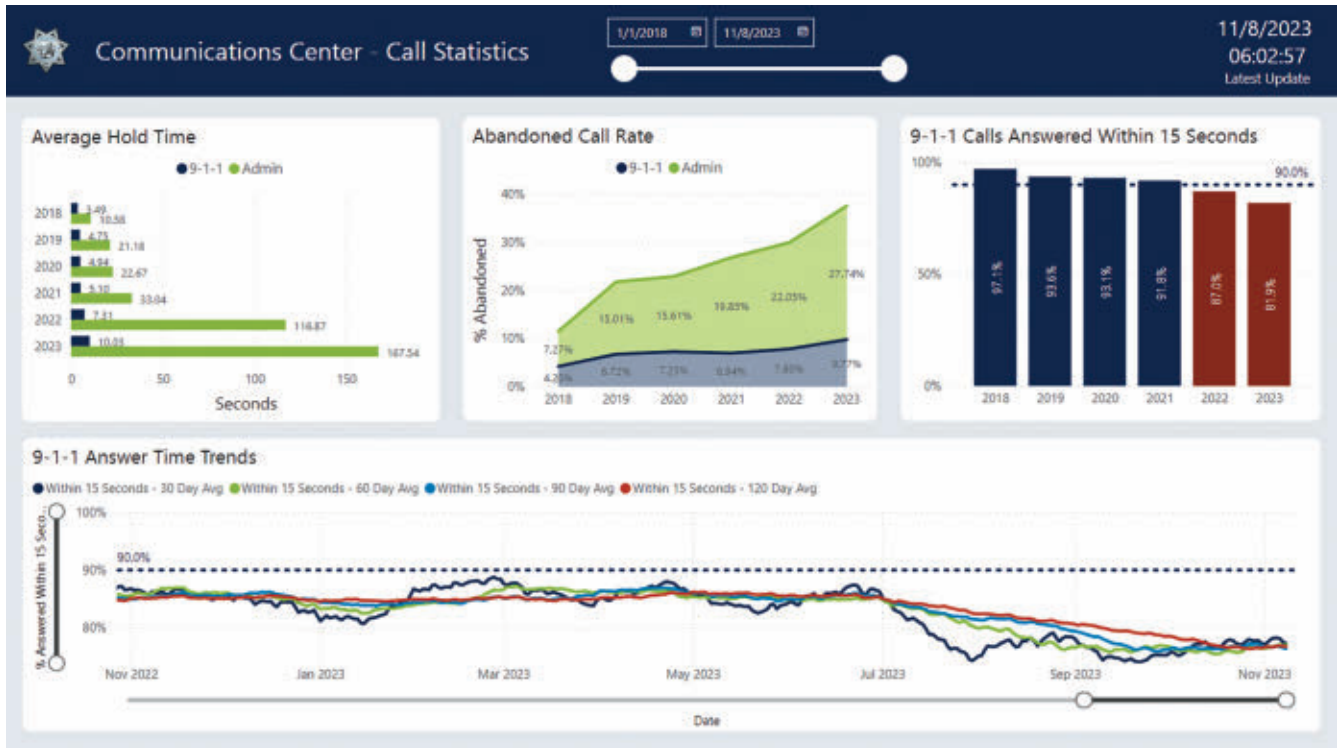 Communications Center - Call Statistics
1/1/2018
11/8/2023
11/8/2023
06:02:57
Latest Update
Average Hold Time
9-1-1 Admin
2018 3.49 10.58
2019 4.75 21.18
2020 4.94 22.67
2021 5.10 33.04
2022 7.31 116.87
2023 10.05 167.54
0 50 100 150
Seconds
Abandoned Call Rate
9-1-1 Admin
% Abandoned
40%
30%
20%
10%
0%
7.27% 15.01% 15.61% 19.85% 22.05% 27.74%
6.72% 7.25% 6.94% 9.77%
2018 2019 2020 2021 2022 2023
9-1-1 Calls Answered Within 15 Seconds
100%
90.0%
50%
0%
97.1% 93.6% 93.1% 91.8% 87.0% 81.9%
2018 2019 2020 2021 2022 2023
9-1-1 Answer Time Trends
Within 15 Seconds - 30 Day Avg Within 15 Seconds - 60 Day Avg Within 15 Seconds - 90 Day Avg Within 15 Seconds - 120 Day Avg
% Answered Within 15 Seco...
100%
90.0%
90%
80%
Nov 2022 Jan 2023 Mar 2023 May 2023 Jul 2023 Sep 2023 Nov 2023
Date